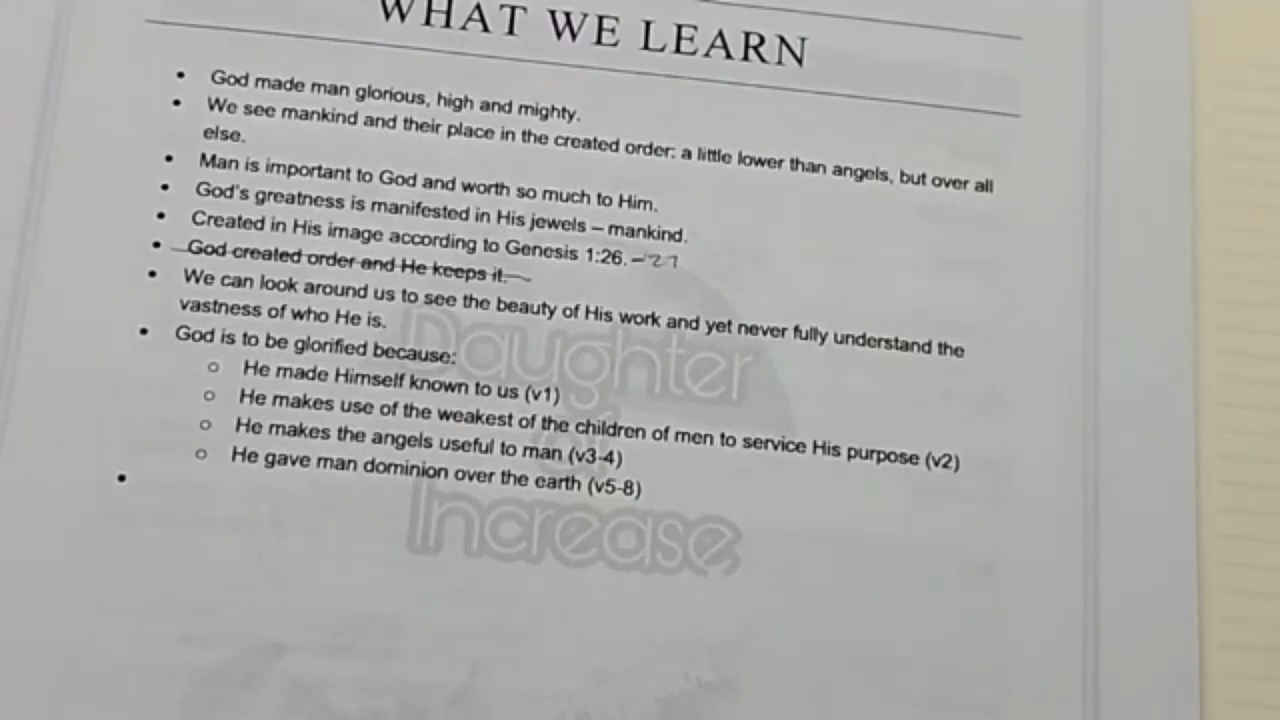 WHAT WE LEARN
• God made man glorious, high and mighty.
• We see mankind and their place in the created order: a little lower than angels, but over all
else.
• Man is important to God and worth so much to Him.
• God's greatness is manifested in His jewels – mankind.
• Created in His image according to Genesis 1:26. -27
• God created order and He keeps it.
• We can look around us to see the beauty of His work and yet never fully understand the
vastness of who He is.
• God is to be glorified because:
o He made Himself known to us (v1)
o He makes use of the weakest of the children of men to service His purpose (v2)
o He makes the angels useful to man (v3-4)
o He gave man dominion over the earth (v5-8)
•
Daughter
of
Increase